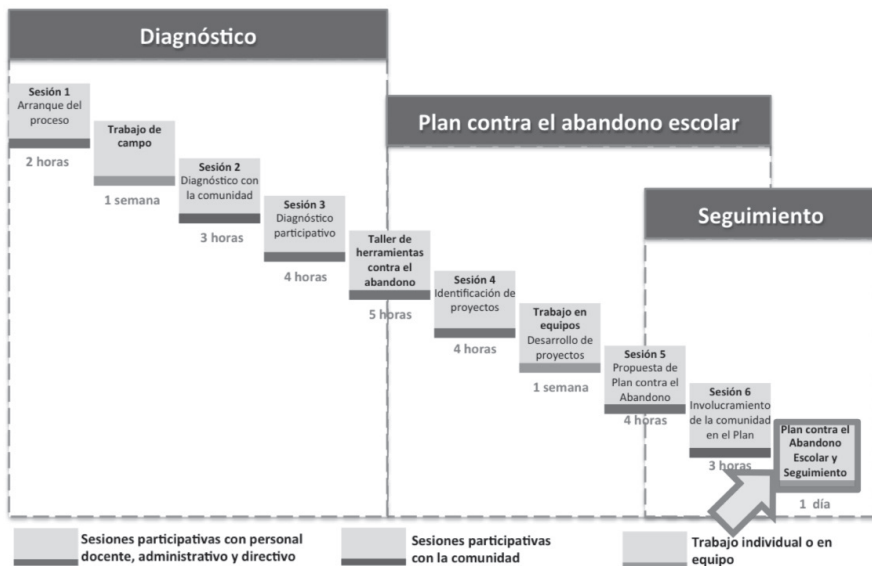 Diagnóstico
Sesión 1
Arranque del
proceso
2 horas
Trabajo de
campo
1 semana
Sesión 2
Diagnóstico con
la comunidad
3 horas
Sesión 3
Diagnóstico
participativo
4 horas
Plan contra el abandono escolar
Taller de
herramientas
contra el
abandono
5 horas
Sesión 4
Identificación de
proyectos
4 horas
Trabajo en
equipos
Desarrollo de
proyectos
1 semana
Seguimiento
Sesión 5
Propuesta de
Plan contra el
Abandono
4 horas
Sesión 6
Involucramiento
de la comunidad
en el Plan
3 horas
Plan contra el
Abandono
Escolar y
Seguimiento
1 día
Sesiones participativas con personal
docente, administrativo y directivo
Sesiones participativas
con la comunidad
Trabajo individual o en
equipo